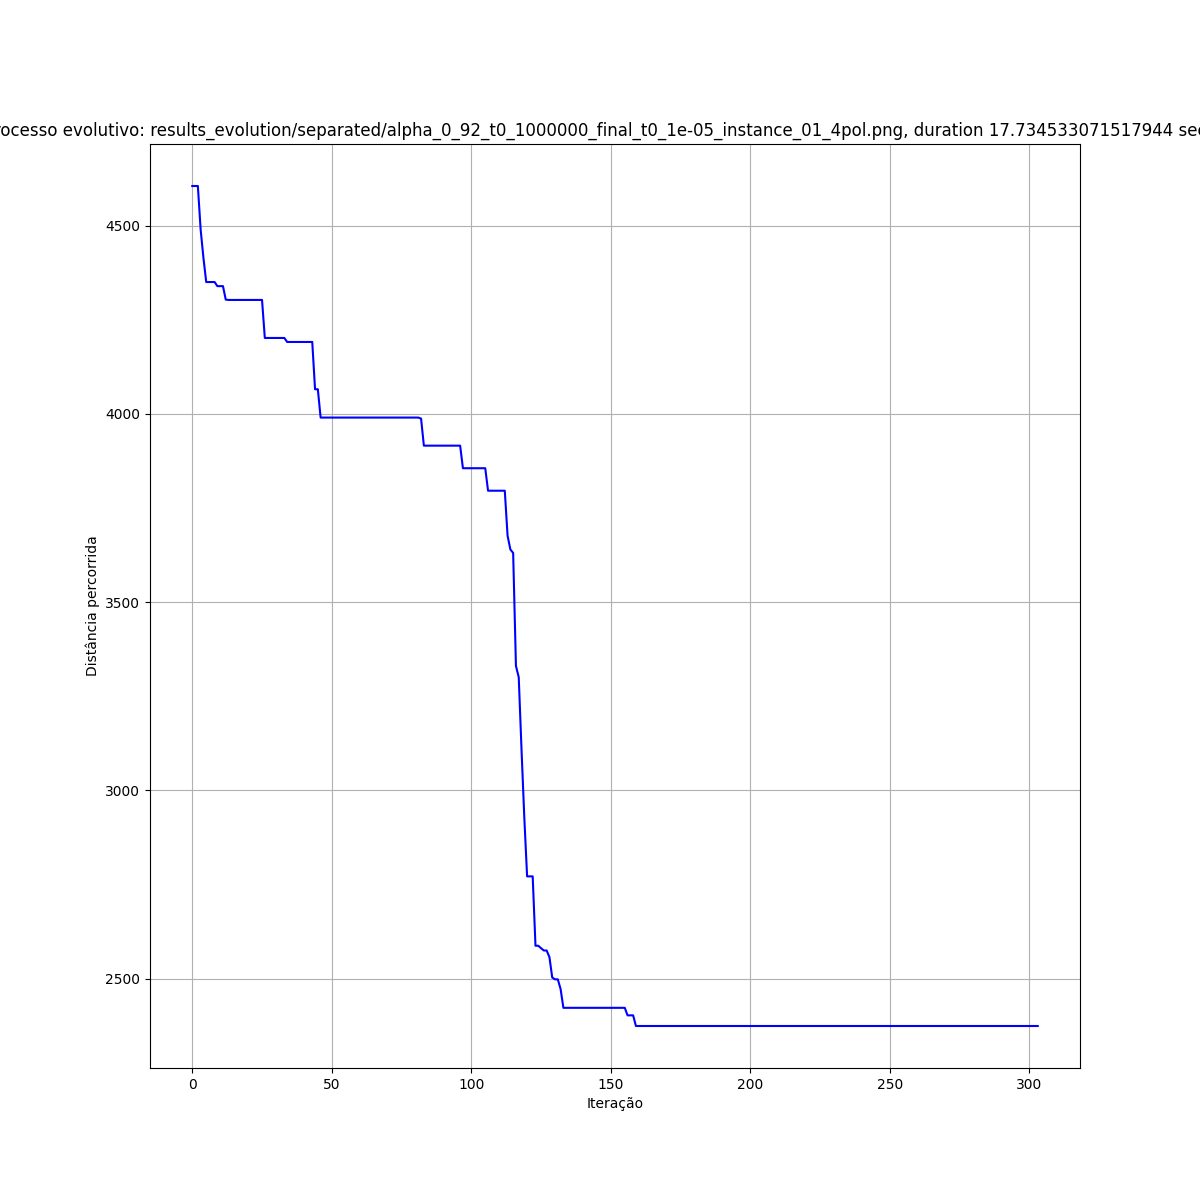 ocesso evolutivo: results_evolution/separated/alpha_0_92_t0_1000000_final_t0_1e-05_instance_01_4pol.png, duration 17.734533071517944 se
4500
4000
3500
3000
2500
Distância percorrida
0 50 100 150 200 250 300
Iteração